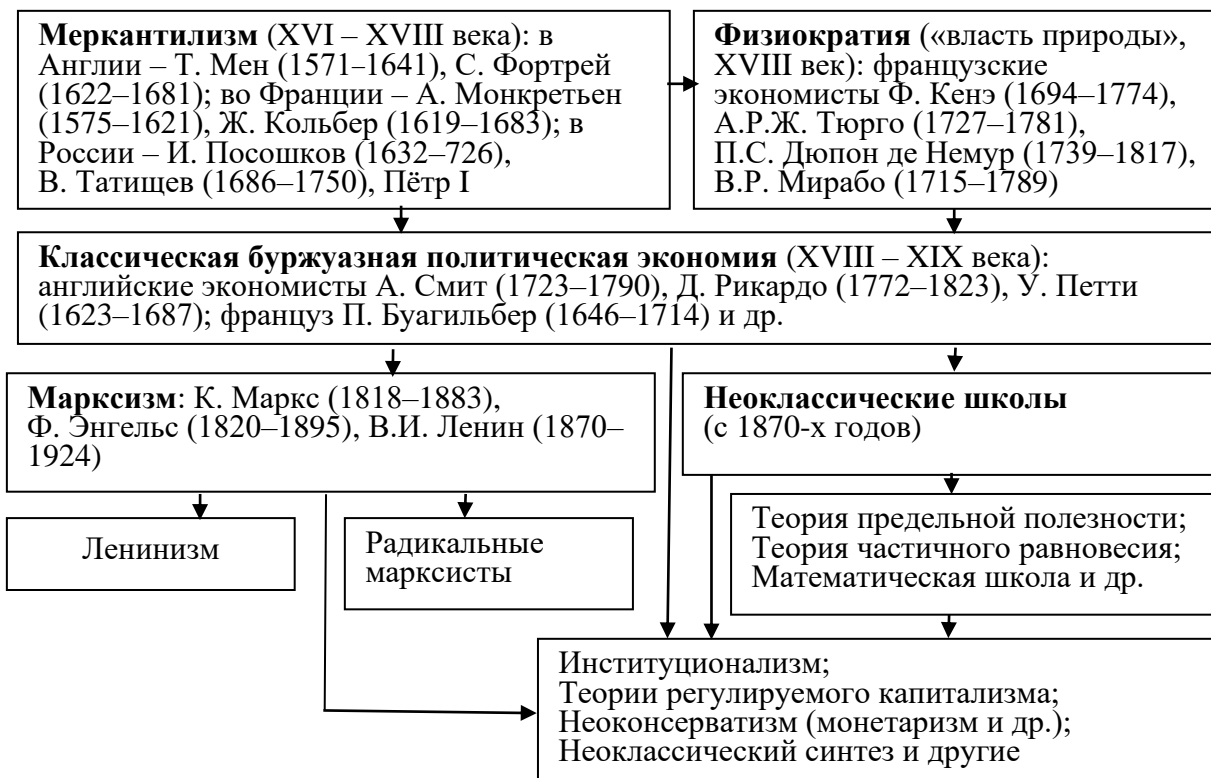 Меркантилизм (XVI – XVIII века): в
Англии – Т. Мен (1571–1641), С. Фортрей
(1622–1681); во Франции – А. Монкретьен
(1575–1621), Ж. Кольбер (1619–1683); в
России – И. Посошков (1632–726),
В. Татищев (1686–1750), Пётр I
Физиократия («власть природы»,
XVIII век): французские
экономисты Ф. Кенэ (1694–1774),
А.Р.Ж. Тюрго (1727–1781),
П.С. Дюпон де Немур (1739–1817),
В.Р. Мирабо (1715–1789)
Классическая буржуазная политическая экономия (XVIII – XIX века):
английские экономисты А. Смит (1723–1790), Д. Рикардо (1772–1823), У. Петти
(1623–1687); француз П. Буагильбер (1646–1714) и др.
Марксизм: К. Маркс (1818–1883),
Ф. Энгельс (1820–1895), В.И. Ленин (1870–
1924)
Неоклассические школы
(с 1870-х годов)
Ленинизм
Радикальные
марксисты
Теория предельной полезности;
Теория частичного равновесия;
Математическая школа и др.
Институционализм;
Теории регулируемого капитализма;
Неоконсерватизм (монетаризм и др.);
Неоклассический синтез и другие